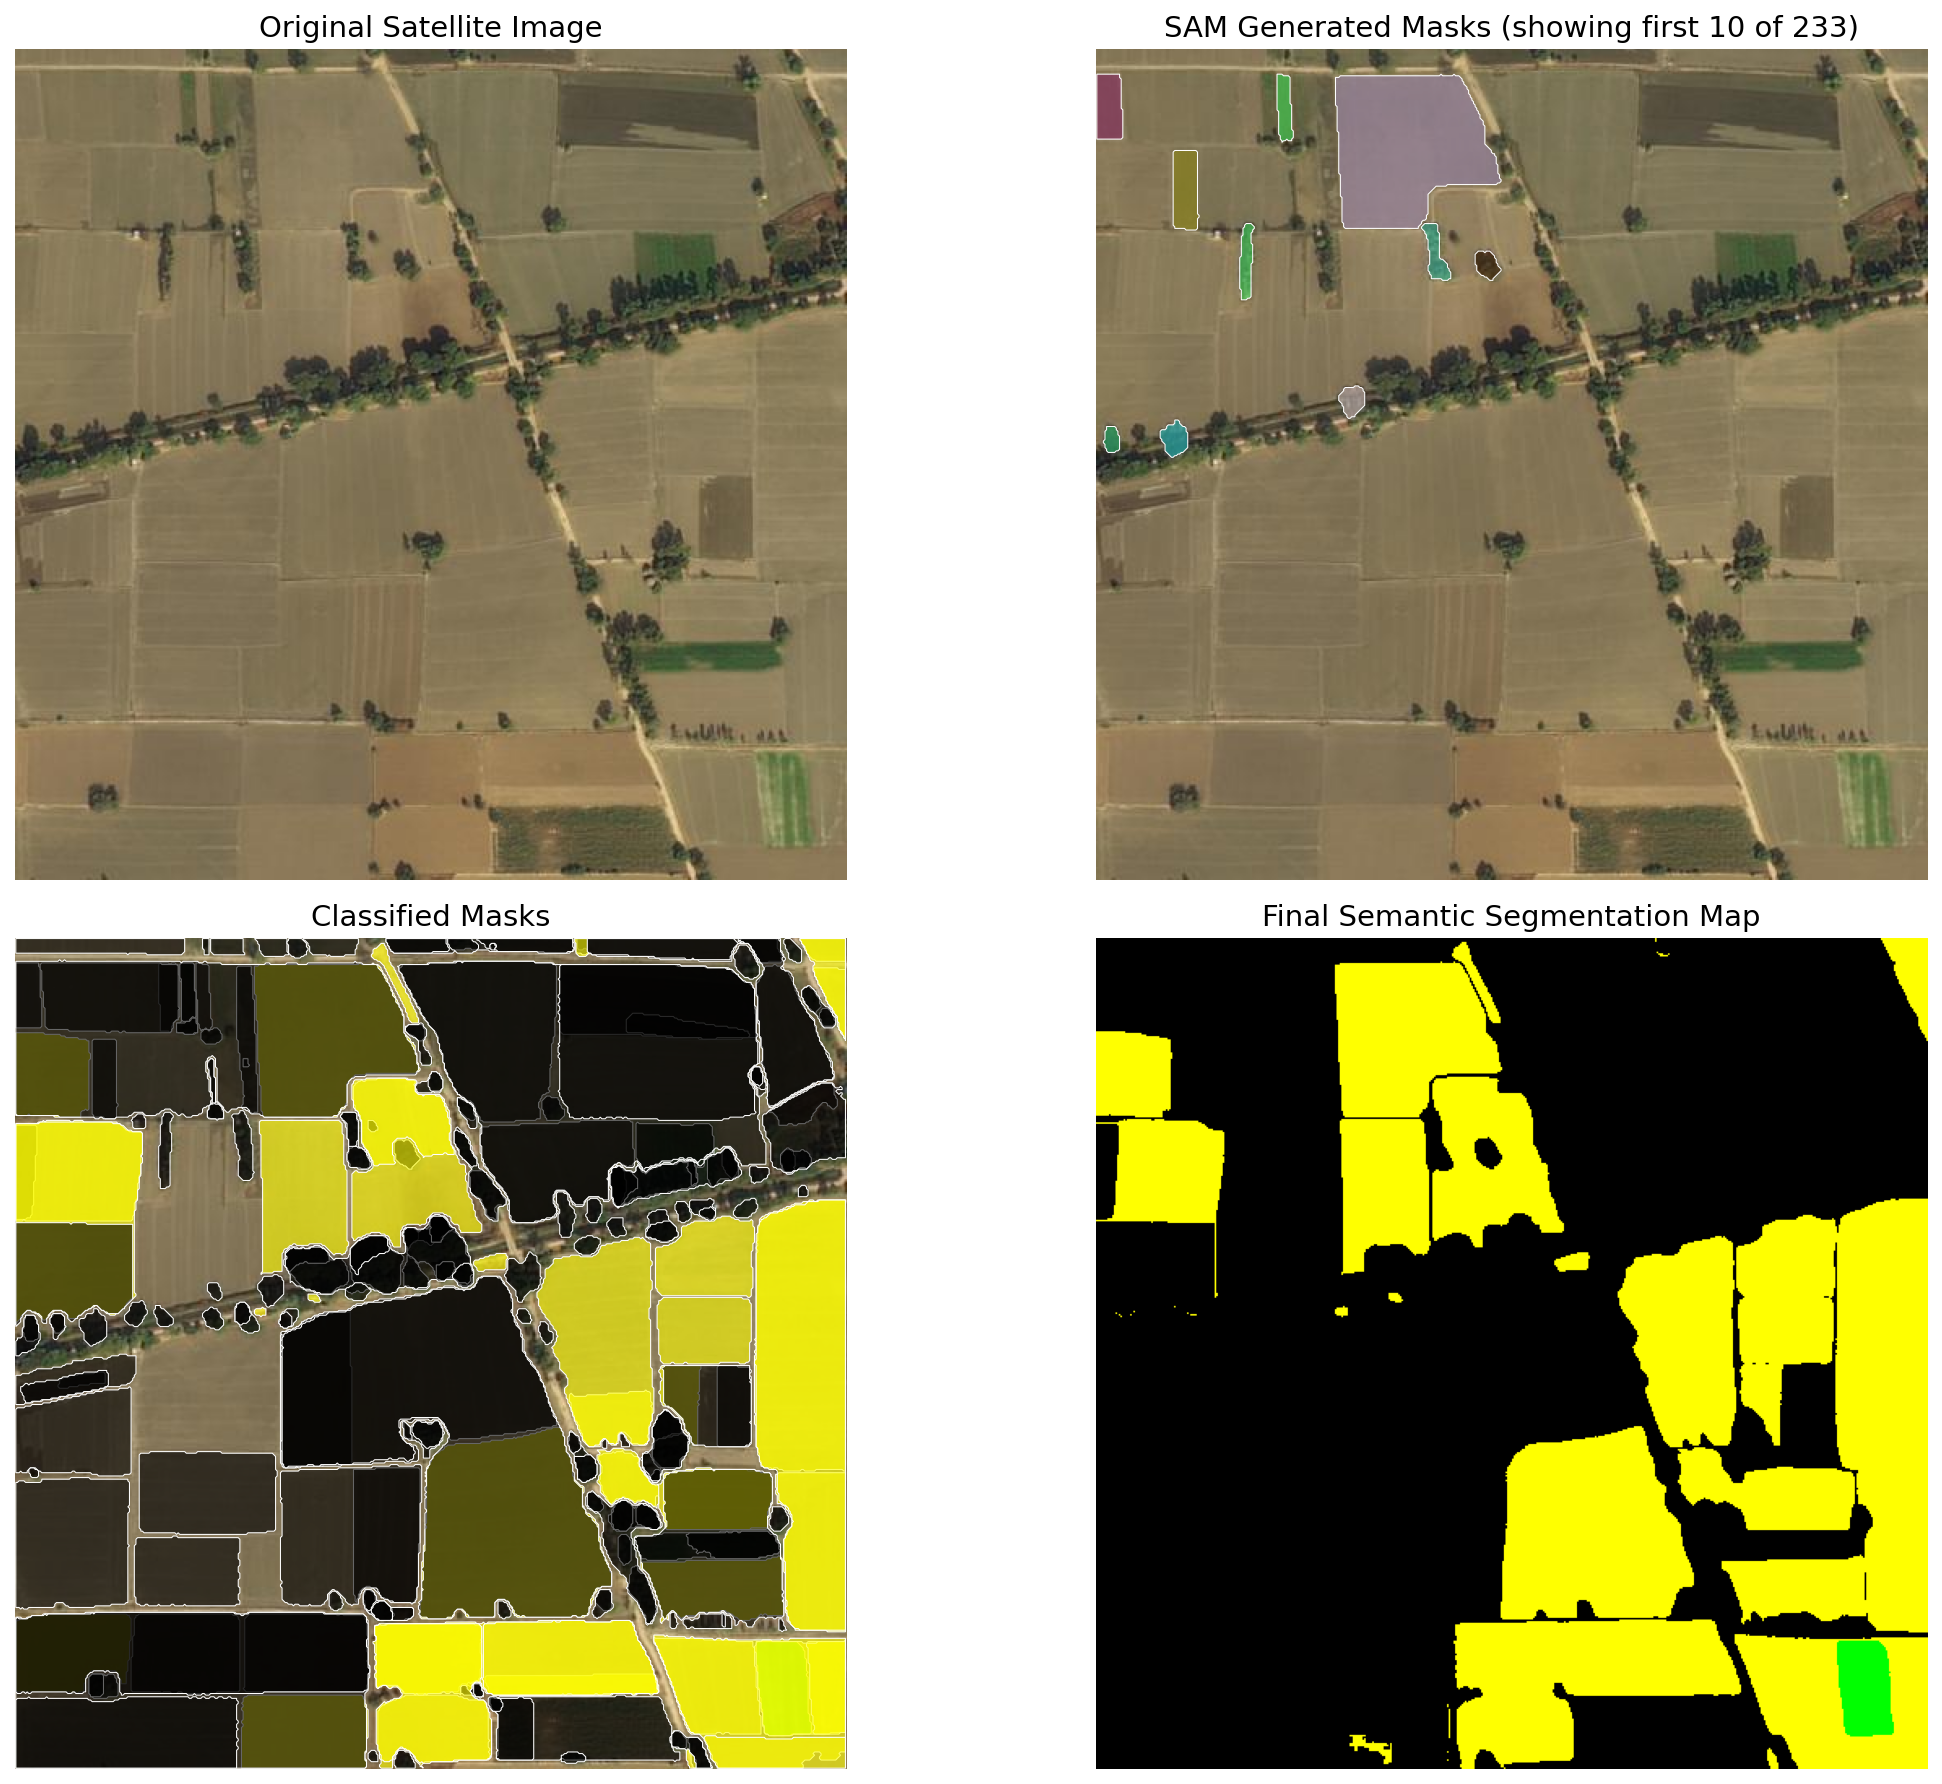 Original Satellite Image
SAM Generated Masks (showing first 10 of 233)
Classified Masks
Final Semantic Segmentation Map